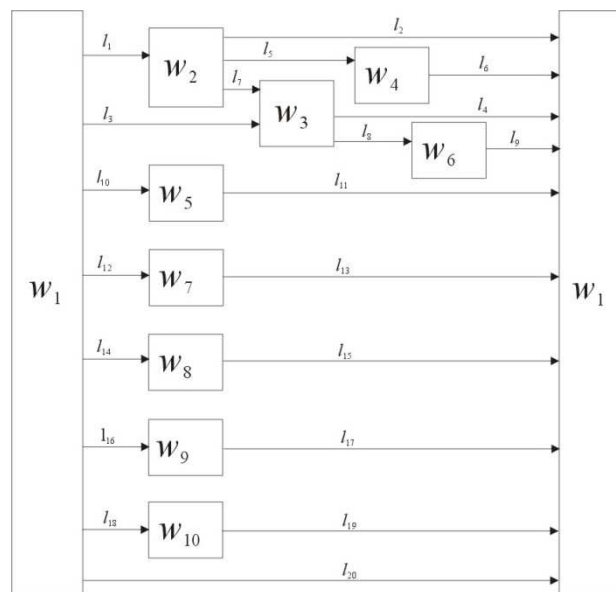 l₁ l₂
l₅
w₂ w₄ l₆
l₇
l₃ w₃ l₄
l₈ w₆ l₉
l₁₀ w₅ l₁₁
l₁₂ w₇ l₁₃
w₁ w₁
l₁₄ w₈ l₁₅
l₁₆ w₉ l₁₇
l₁₈ w₁₀ l₁₉
l₂₀